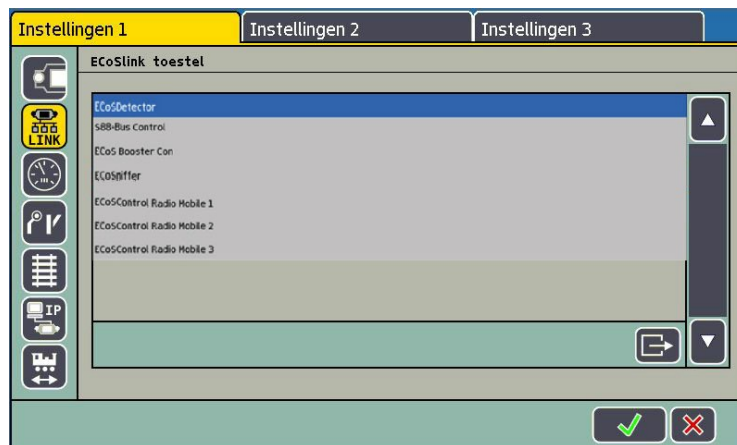 Instellingen 1 Instellingen 2 Instellingen 3
ECoSlink toestel
ECoSDetector
S88-Bus Control
LINK
ECoS Booster Con
ECoSniffer
ECoSControl Radio Mobile 1
ECoSControl Radio Mobile 2
ECoSControl Radio Mobile 3
IP